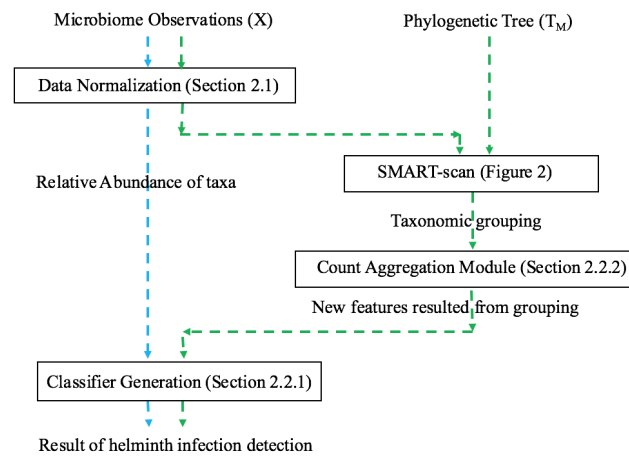 Microbiome Observations (X)
Phylogenetic Tree (T_M)
Data Normalization (Section 2.1)
SMART-scan (Figure 2)
Relative Abundance of taxa
Taxonomic grouping
Count Aggregation Module (Section 2.2.2)
New features resulted from grouping
Classifier Generation (Section 2.2.1)
Result of helminth infection detection